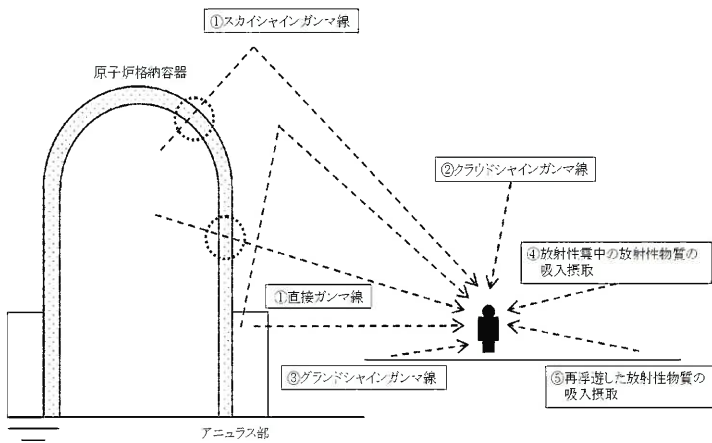 ①スカイシャインガンマ線
原子炉格納容器
②クラウドシャインガンマ線
④放射性雲中の放射性物質の
吸入摂取
①直接ガンマ線
③グランドシャインガンマ線
⑤再浮遊した放射性物質の
吸入摂取
アニュラス部